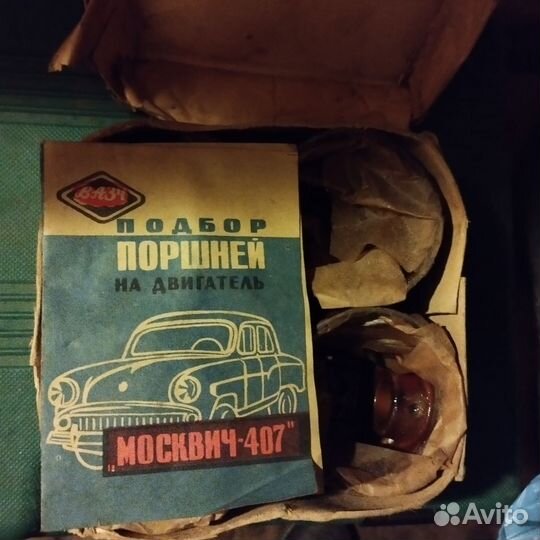 ВАЗЧ
ПОДБОР
ПОРШНЕЙ
НА ДВИГАТЕЛЬ
„МОСКВИЧ-407"
Avito